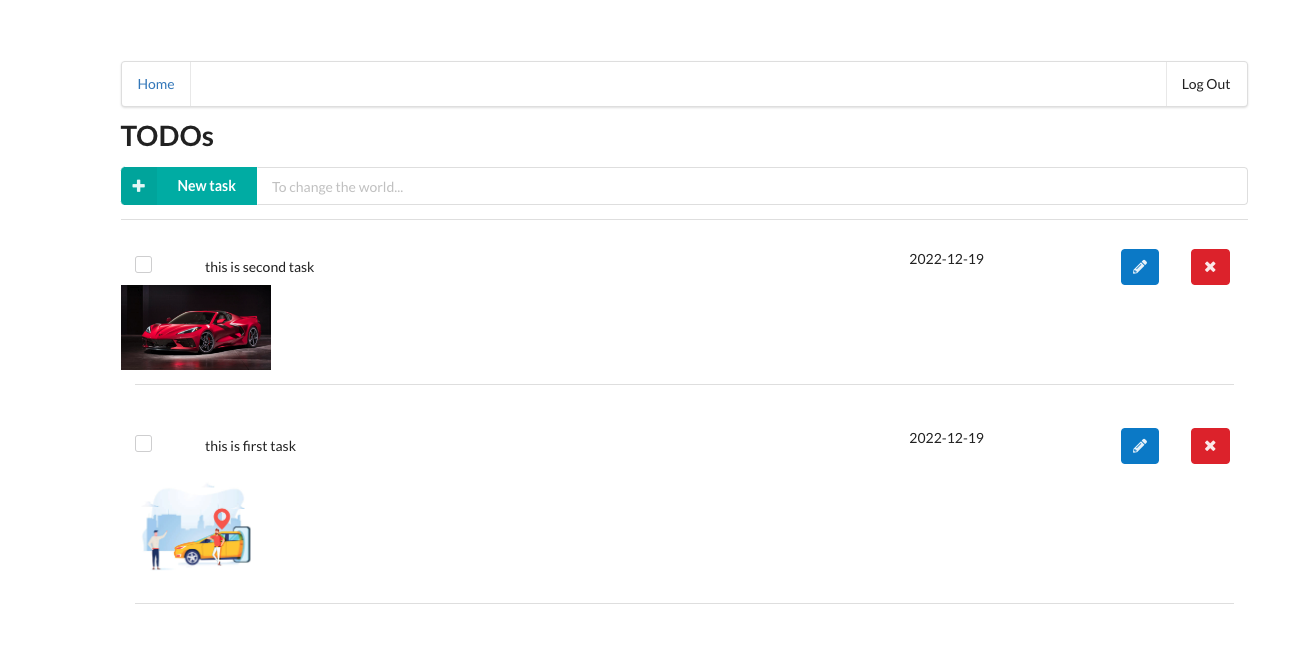 Home
Log Out
TODOs
New task
To change the world...
this is second task
2022-12-19
this is first task
2022-12-19